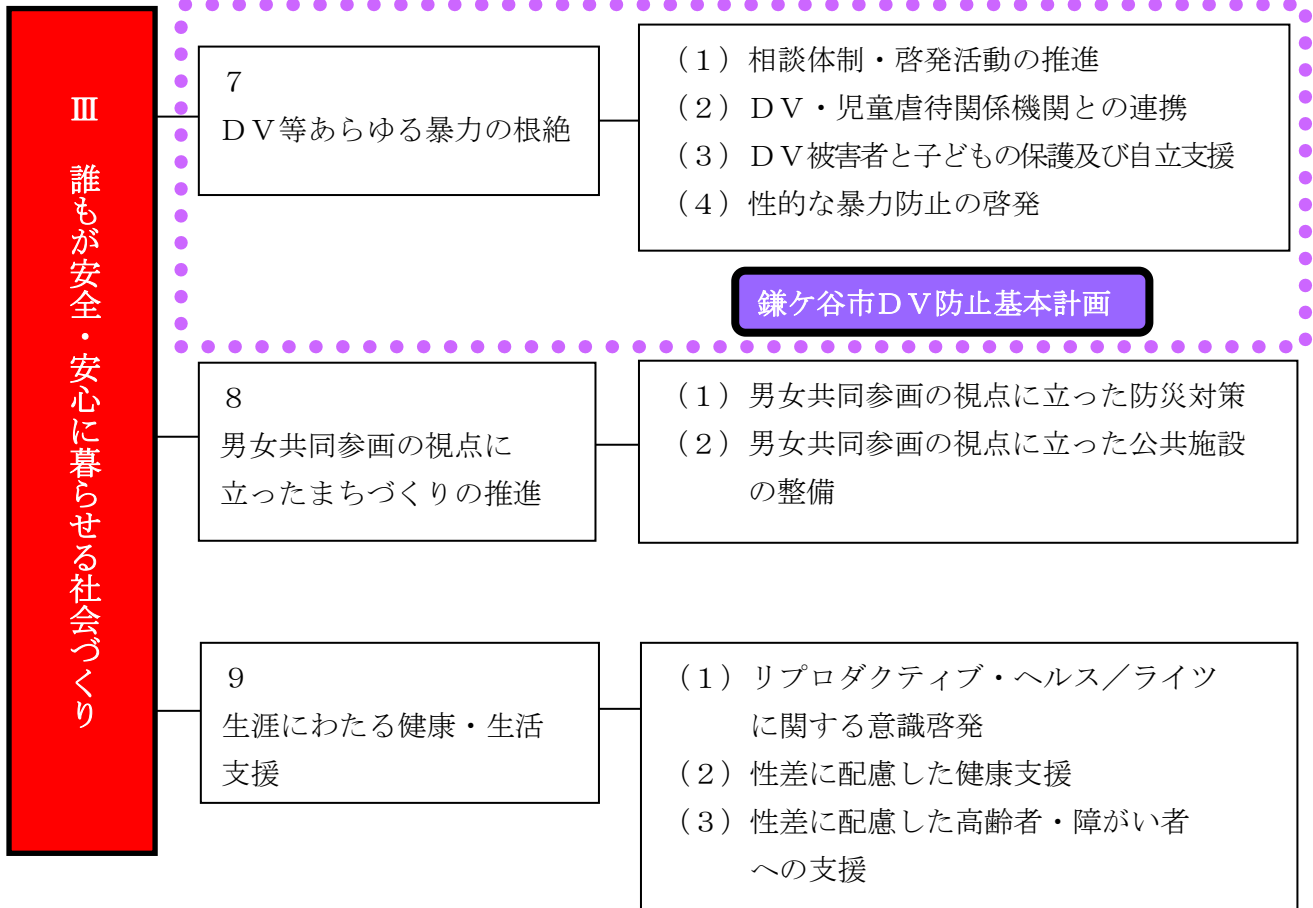 Ⅲ 誰もが安全・安心に暮らせる社会づくり
７
ＤＶ等あらゆる暴力の根絶
（１）相談体制・啓発活動の推進
（２）ＤＶ・児童虐待関係機関との連携
（３）ＤＶ被害者と子どもの保護及び自立支援
（４）性的な暴力防止の啓発
鎌ケ谷市ＤＶ防止基本計画
８
男女共同参画の視点に
立ったまちづくりの推進
（１）男女共同参画の視点に立った防災対策
（２）男女共同参画の視点に立った公共施設
の整備
９
生涯にわたる健康・生活
支援
（１）リプロダクティブ・ヘルス／ライツ
に関する意識啓発
（２）性差に配慮した健康支援
（３）性差に配慮した高齢者・障がい者
への支援